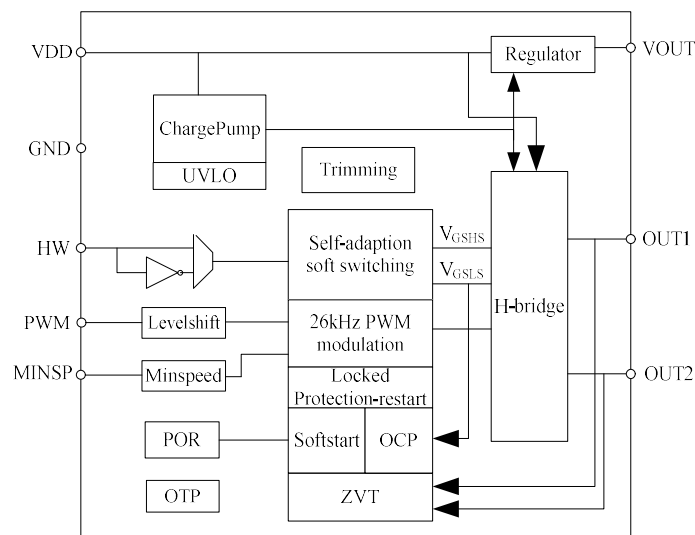 VDD
Regulator
VOUT
ChargePump
UVLO
GND
Trimming
HW
Self-adaption
soft switching
VGSHS
VGSLS
OUT1
H-bridge
PWM
Levelshift
26kHz PWM
modulation
MINSP
Minspeed
OUT2
Locked
Protection-restart
POR
Softstart
OCP
OTP
ZVT